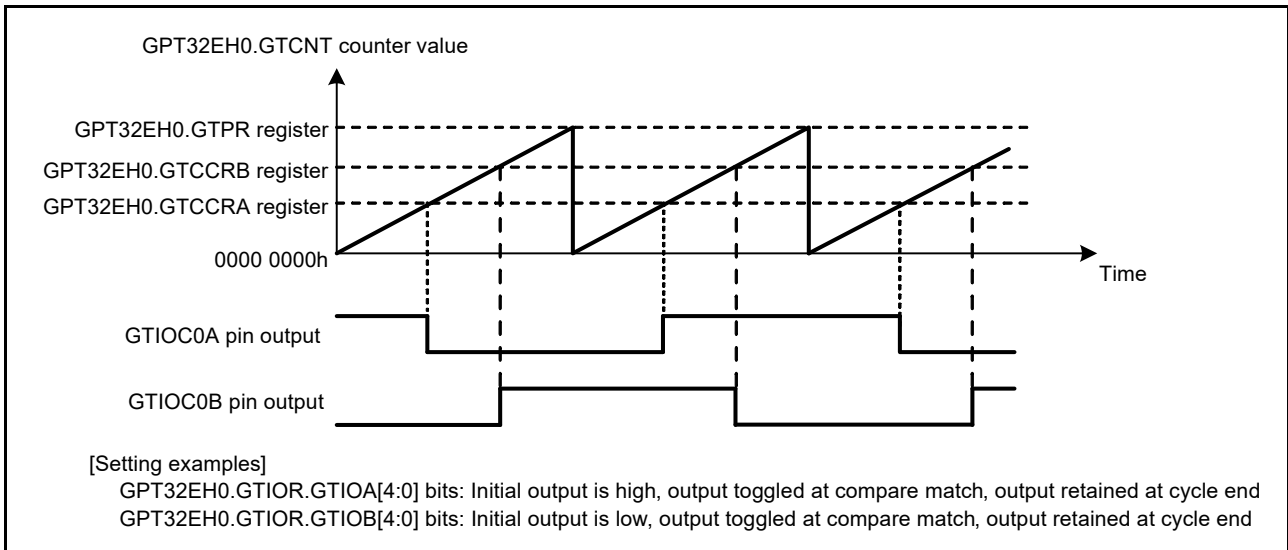 GPT32EH0.GTCNT counter value
GPT32EH0.GTPR register
GPT32EH0.GTCCRB register
GPT32EH0.GTCCRA register
0000 0000h
Time
GTIOC0A pin output
GTIOC0B pin output
[Setting examples]
GPT32EH0.GTIOR.GTIOA[4:0] bits: Initial output is high, output toggled at compare match, output retained at cycle end
GPT32EH0.GTIOR.GTIOB[4:0] bits: Initial output is low, output toggled at compare match, output retained at cycle end